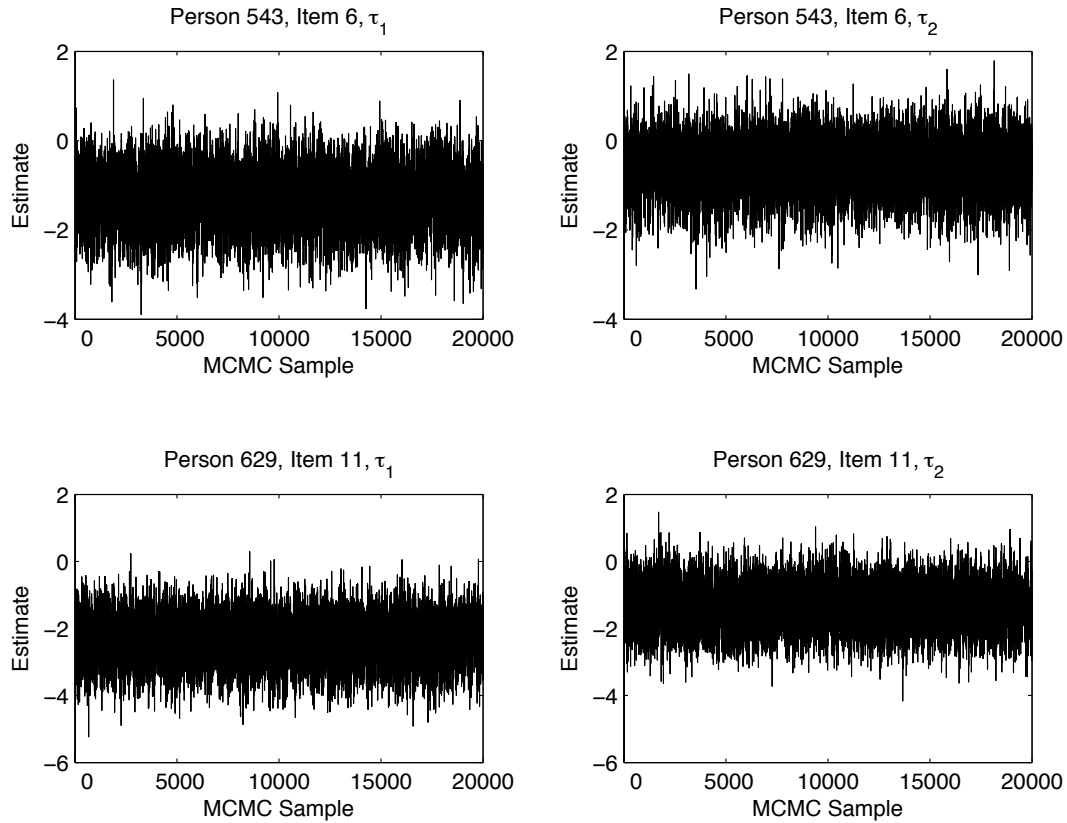 Person 543, Item 6, τ1
Person 543, Item 6, τ2
2
0
−2
−4
Estimate
0 5000 10000 15000 20000
MCMC Sample
2
0
−2
−4
Estimate
0 5000 10000 15000 20000
MCMC Sample
Person 629, Item 11, τ1
Person 629, Item 11, τ2
2
0
−2
−4
−6
Estimate
0 5000 10000 15000 20000
MCMC Sample
2
0
−2
−4
−6
Estimate
0 5000 10000 15000 20000
MCMC Sample